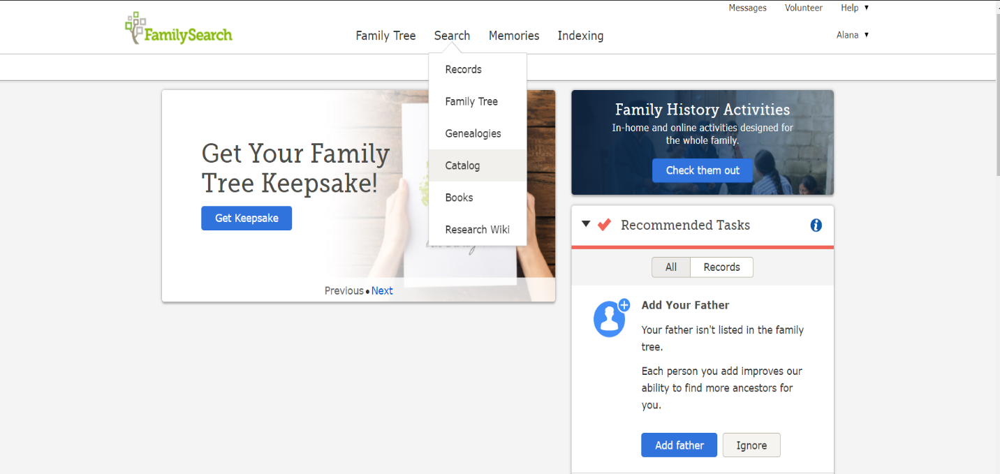 Messages Volunteer Help
FamilySearch
Family Tree Search Memories Indexing
Alana
Records
Family Tree
Genealogies
Catalog
Books
Research Wiki
Get Your Family
Tree Keepsake!
Get Keepsake
Previous • Next
Family History Activities
In-home and online activities designed for
the whole family.
Check them out
Recommended Tasks
All Records
Add Your Father
Your father isn't listed in the family
tree.
Each person you add improves our
ability to find more ancestors for
you.
Add father Ignore